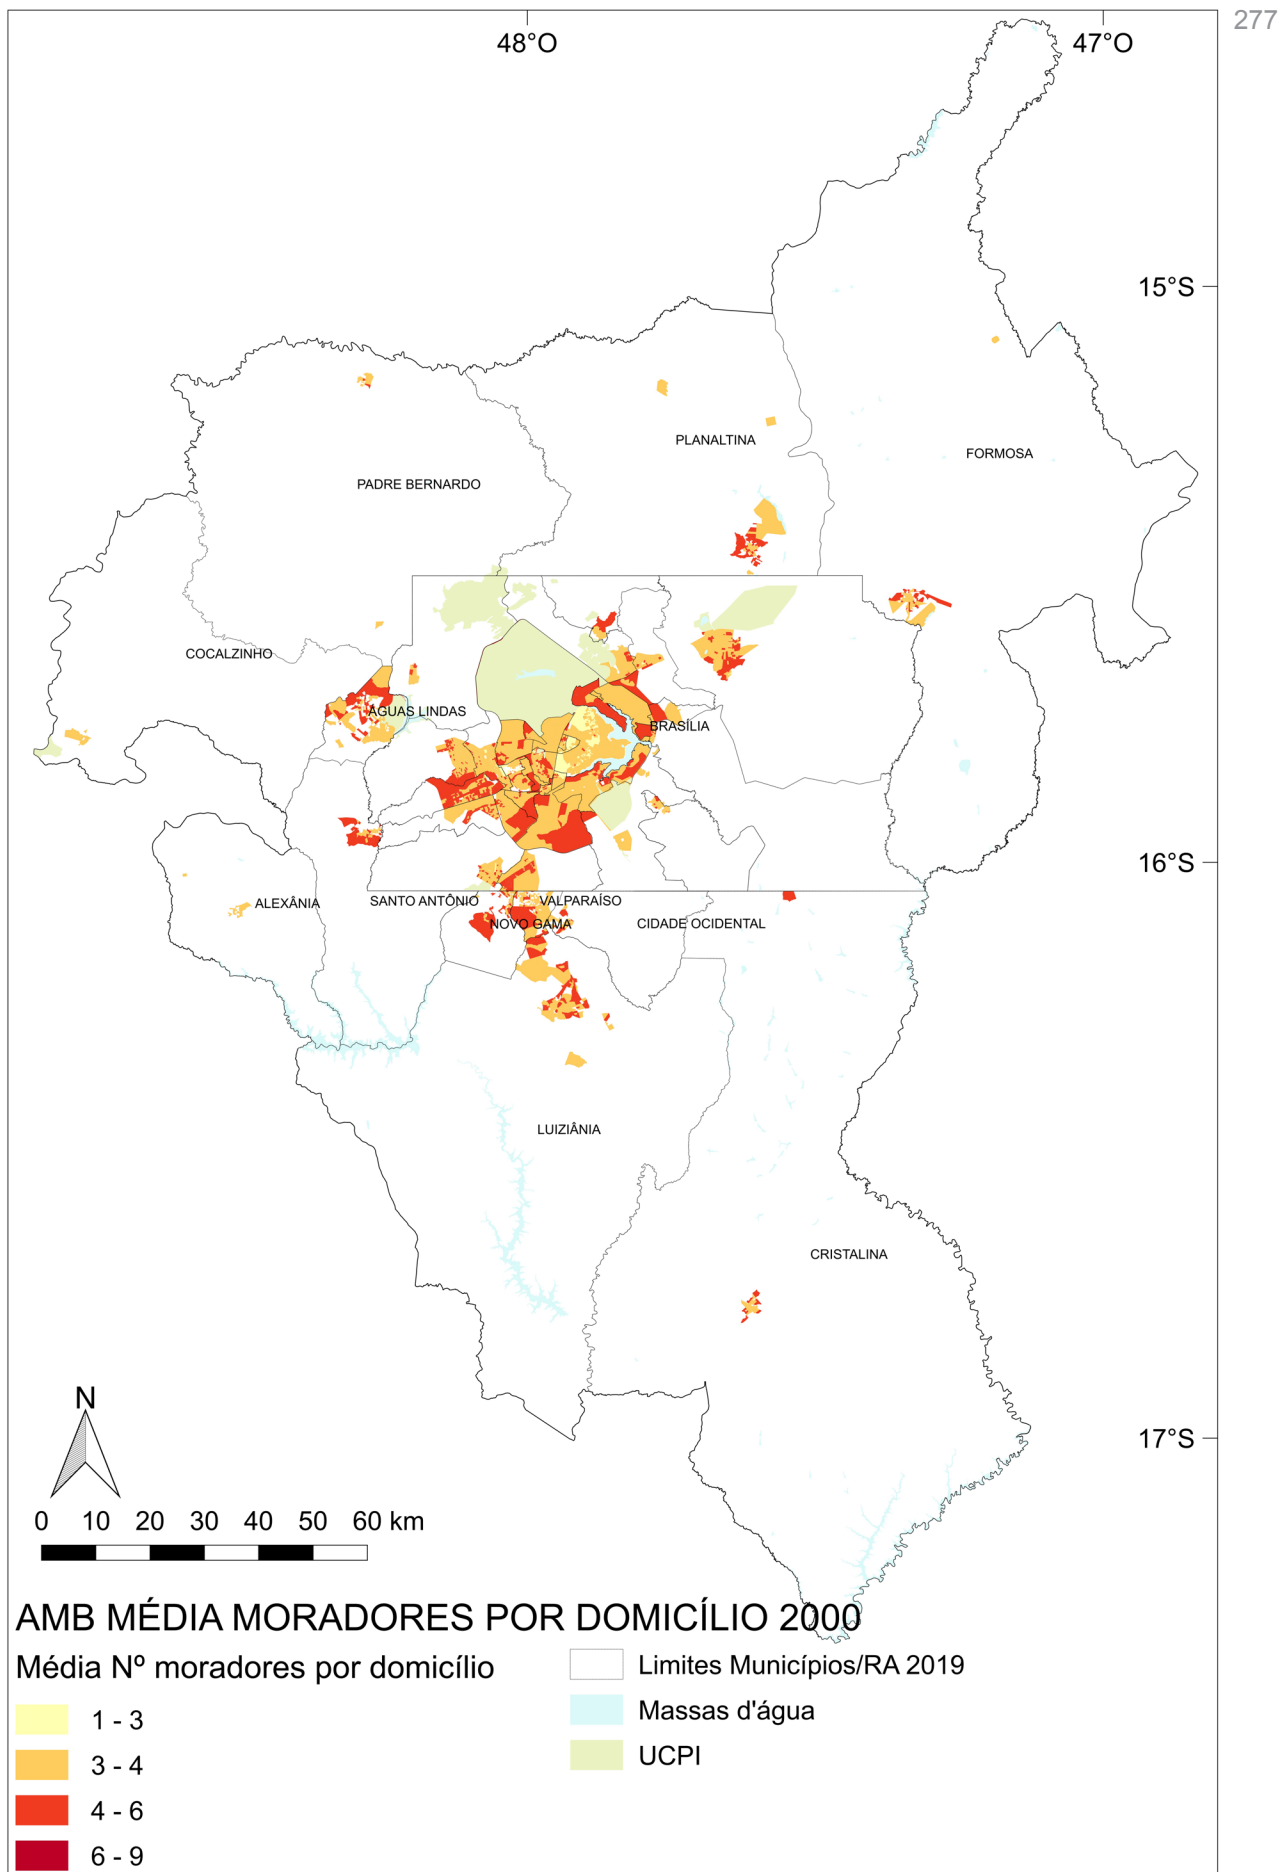 277
48°O
47°O
15°S
PLANALTINA
FORMOSA
PADRE BERNARDO
COCALZINHO
ÁGUAS LINDAS
BRASÍLIA
16°S
ALEXÂNIA
SANTO ANTÔNIO
VALPARAÍSO
NOVO GAMA
CIDADE OCIDENTAL
LUIZIÂNIA
CRISTALINA
N
17°S
0 10 20 30 40 50 60 km
AMB MÉDIA MORADORES POR DOMICÍLIO 2000
Média Nº moradores por domicílio
1 - 3
3 - 4
4 - 6
6 - 9
Limites Municípios/RA 2019
Massas d'água
UCPI